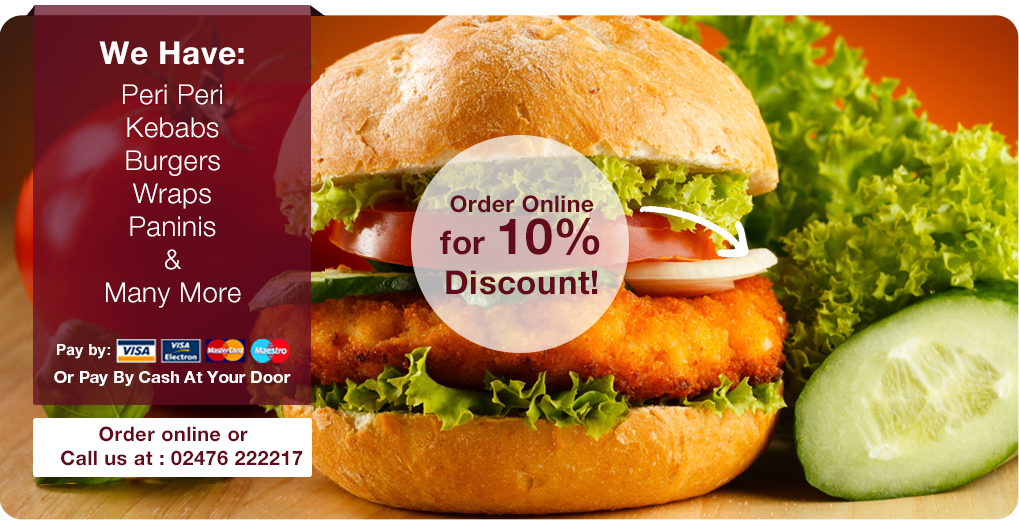 We Have:
Peri Peri
Kebabs
Burgers
Wraps
Paninis
&
Many More
Pay by: VISA VISA Electron MasterCard Maestro
Or Pay By Cash At Your Door
Order online or
Call us at : 02476 222217
Order Online
for 10%
Discount!